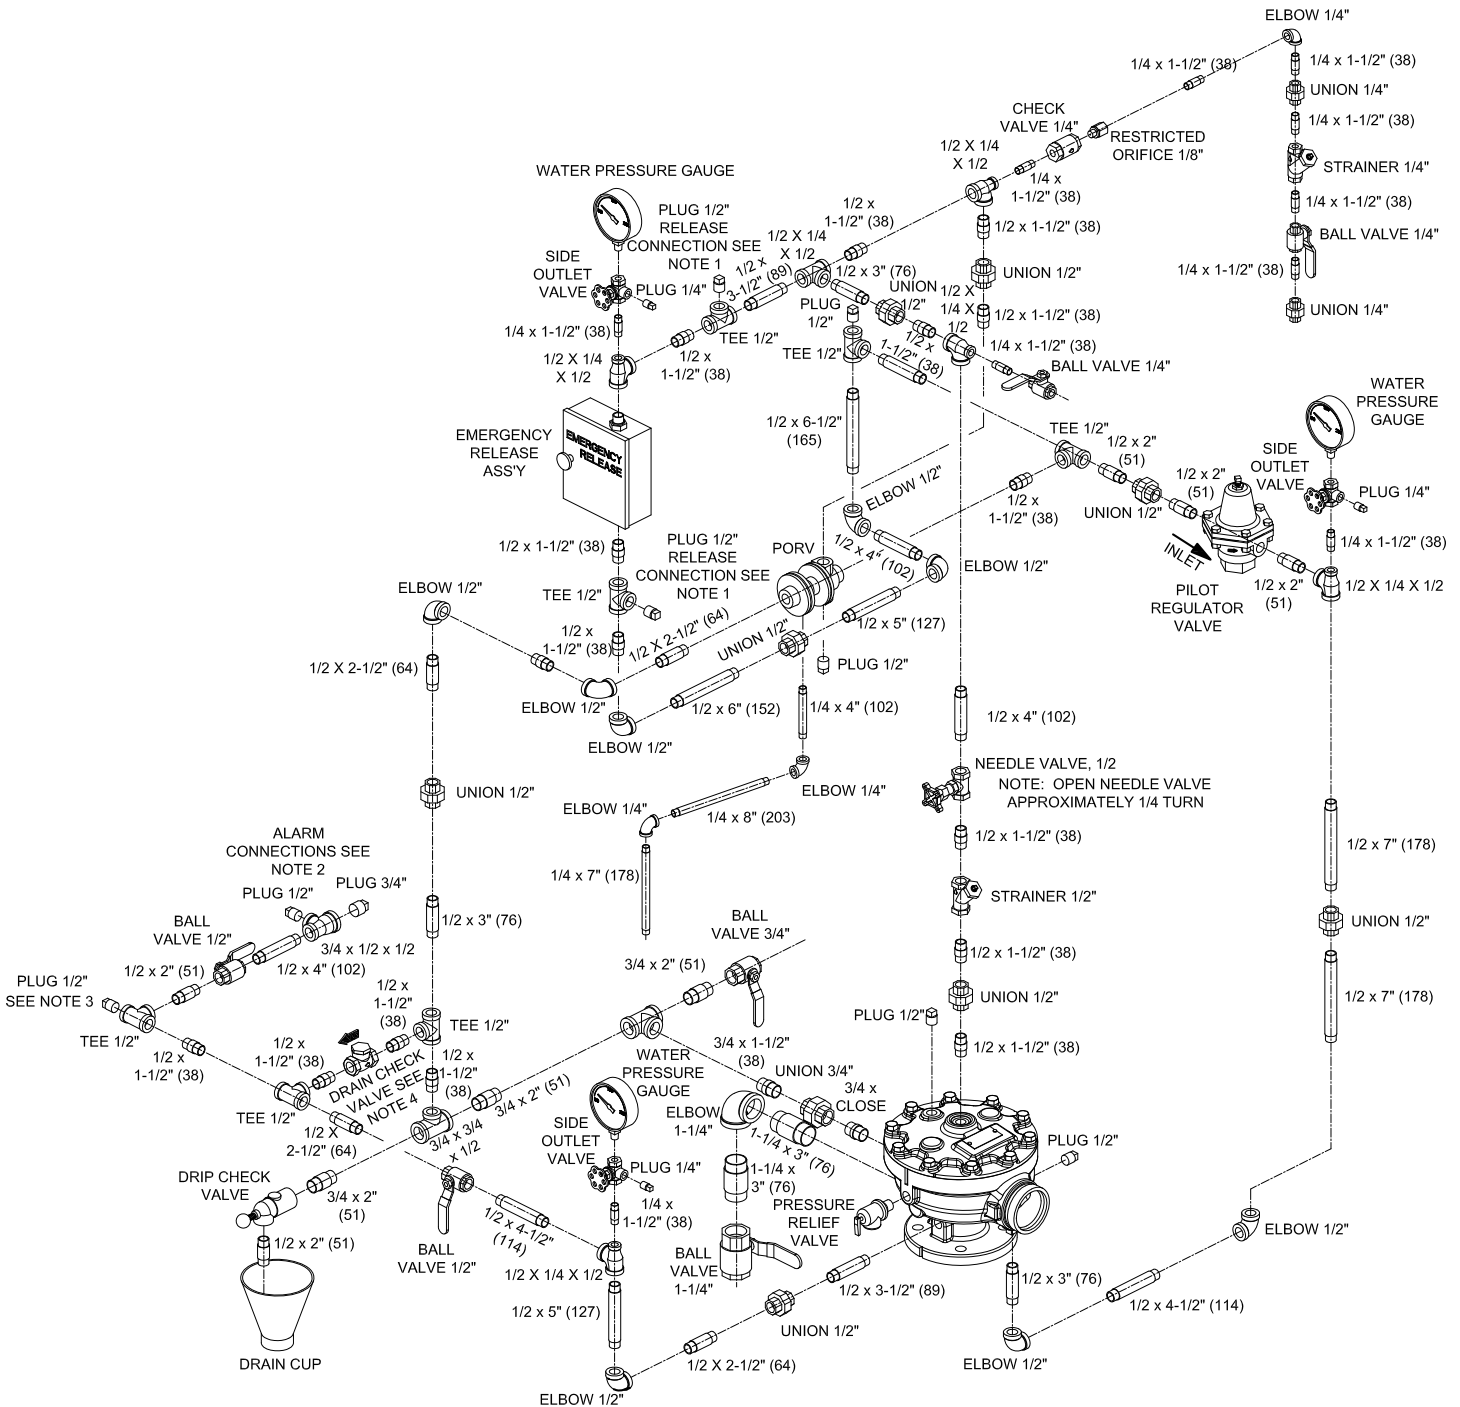 ELBOW 1/4"
1/4 x 1-1/2" (38)
1/4 x 1-1/2" (38)
UNION 1/4"
CHECK
VALVE 1/4"
1/4 x 1-1/2" (38)
RESTRICTED
ORIFICE 1/8"
1/2 X 1/4
X 1/2
STRAINER 1/4"
WATER PRESSURE GAUGE
1/4 x
1-1/2" (38)
1/4 x 1-1/2" (38)
1/2 x
1-1/2" (38)
PLUG 1/2"
RELEASE
CONNECTION SEE
NOTE 1
1/2 x 1-1/2" (38)
BALL VALVE 1/4"
1/2 X 1/4
X 1/2
SIDE
OUTLET
VALVE
1/2 x
3-1/2" (89)
1/2 x 3" (76)
UNION 1/2"
1/4 x 1-1/2" (38)
PLUG 1/4"
UNION
1/2"
1/2 X
1/4 X
1/2
PLUG
1/2"
1/2 x 1-1/2" (38)
UNION 1/4"
1/4 x 1-1/2" (38)
TEE 1/2"
1/2 x
1-1/2" (38)
1/4 x 1-1/2" (38)
1/2 X 1/4
X 1/2
1/2 x
1-1/2" (38)
TEE 1/2"
BALL VALVE 1/4"
WATER
PRESSURE
GAUGE
EMERGENCY
RELEASE
ASS'Y
EMERGENCY
RELEASE
1/2 x 6-1/2"
(165)
TEE 1/2"
1/2 x 2"
(51)
SIDE
OUTLET
VALVE
1/2 x 2"
(51)
PLUG 1/4"
ELBOW 1/2"
1/2 x
1-1/2" (38)
UNION 1/2"
1/2 x 1-1/2" (38)
PLUG 1/2"
RELEASE
CONNECTION SEE
NOTE 1
PORV
1/2 x 4" (102)
ELBOW 1/2"
INLET
1/4 x 1-1/2" (38)
ELBOW 1/2"
TEE 1/2"
PILOT
REGULATOR
VALVE
1/2 x 2"
(51)
1/2 X 1/4 X 1/2
1/2 x
1-1/2" (38)
1/2 X 2-1/2" (64)
UNION 1/2"
1/2 x 5" (127)
1/2 X 2-1/2" (64)
PLUG 1/2"
ELBOW 1/2"
1/2 x 6" (152)
1/4 x 4" (102)
1/2 x 4" (102)
ELBOW 1/2"
NEEDLE VALVE, 1/2
NOTE: OPEN NEEDLE VALVE
APPROXIMATELY 1/4 TURN
UNION 1/2"
ELBOW 1/4"
ELBOW 1/4"
1/4 x 8" (203)
1/2 x 1-1/2" (38)
ALARM
CONNECTIONS SEE
NOTE 2
1/2 x 7" (178)
1/4 x 7" (178)
PLUG 1/2"
PLUG 3/4"
STRAINER 1/2"
BALL
VALVE 1/2"
1/2 x 3" (76)
BALL
VALVE 3/4"
UNION 1/2"
3/4 x 1/2 x 1/2
1/2 x 2" (51)
1/2 x 4" (102)
3/4 x 2" (51)
1/2 x 1-1/2" (38)
PLUG 1/2"
SEE NOTE 3
1/2 x
1-1/2"
(38)
UNION 1/2"
1/2 x 7" (178)
PLUG 1/2"
TEE 1/2"
TEE 1/2"
1/2 x
1-1/2" (38)
1/2 x
1-1/2" (38)
DRAIN CHECK
VALVE SEE
NOTE 4
1/2 x
1-1/2"
(38)
3/4 x 1-1/2"
(38)
1/2 x 1-1/2" (38)
WATER
PRESSURE
GAUGE
UNION 3/4"
3/4 x
CLOSE
3/4 x 2" (51)
TEE 1/2"
ELBOW
1-1/4"
1-1/4 x 3" (76)
1/2 X
2-1/2" (64)
3/4 x 3/4
x 1/2
SIDE
OUTLET
VALVE
PLUG 1/2"
DRIP CHECK
VALVE
PLUG 1/4"
1-1/4 x
3" (76)
3/4 x 2"
(51)
1/4 x
1-1/2" (38)
PRESSURE
RELIEF
VALVE
1/2 x 4-1/2"
(114)
1/2 x 2" (51)
BALL
VALVE 1/2"
BALL
VALVE
1-1/4"
ELBOW 1/2"
1/2 X 1/4 X 1/2
1/2 x 3-1/2" (89)
1/2 x 3" (76)
1/2 x 5" (127)
1/2 x 4-1/2" (114)
UNION 1/2"
DRAIN CUP
1/2 X 2-1/2" (64)
ELBOW 1/2"
ELBOW 1/2"